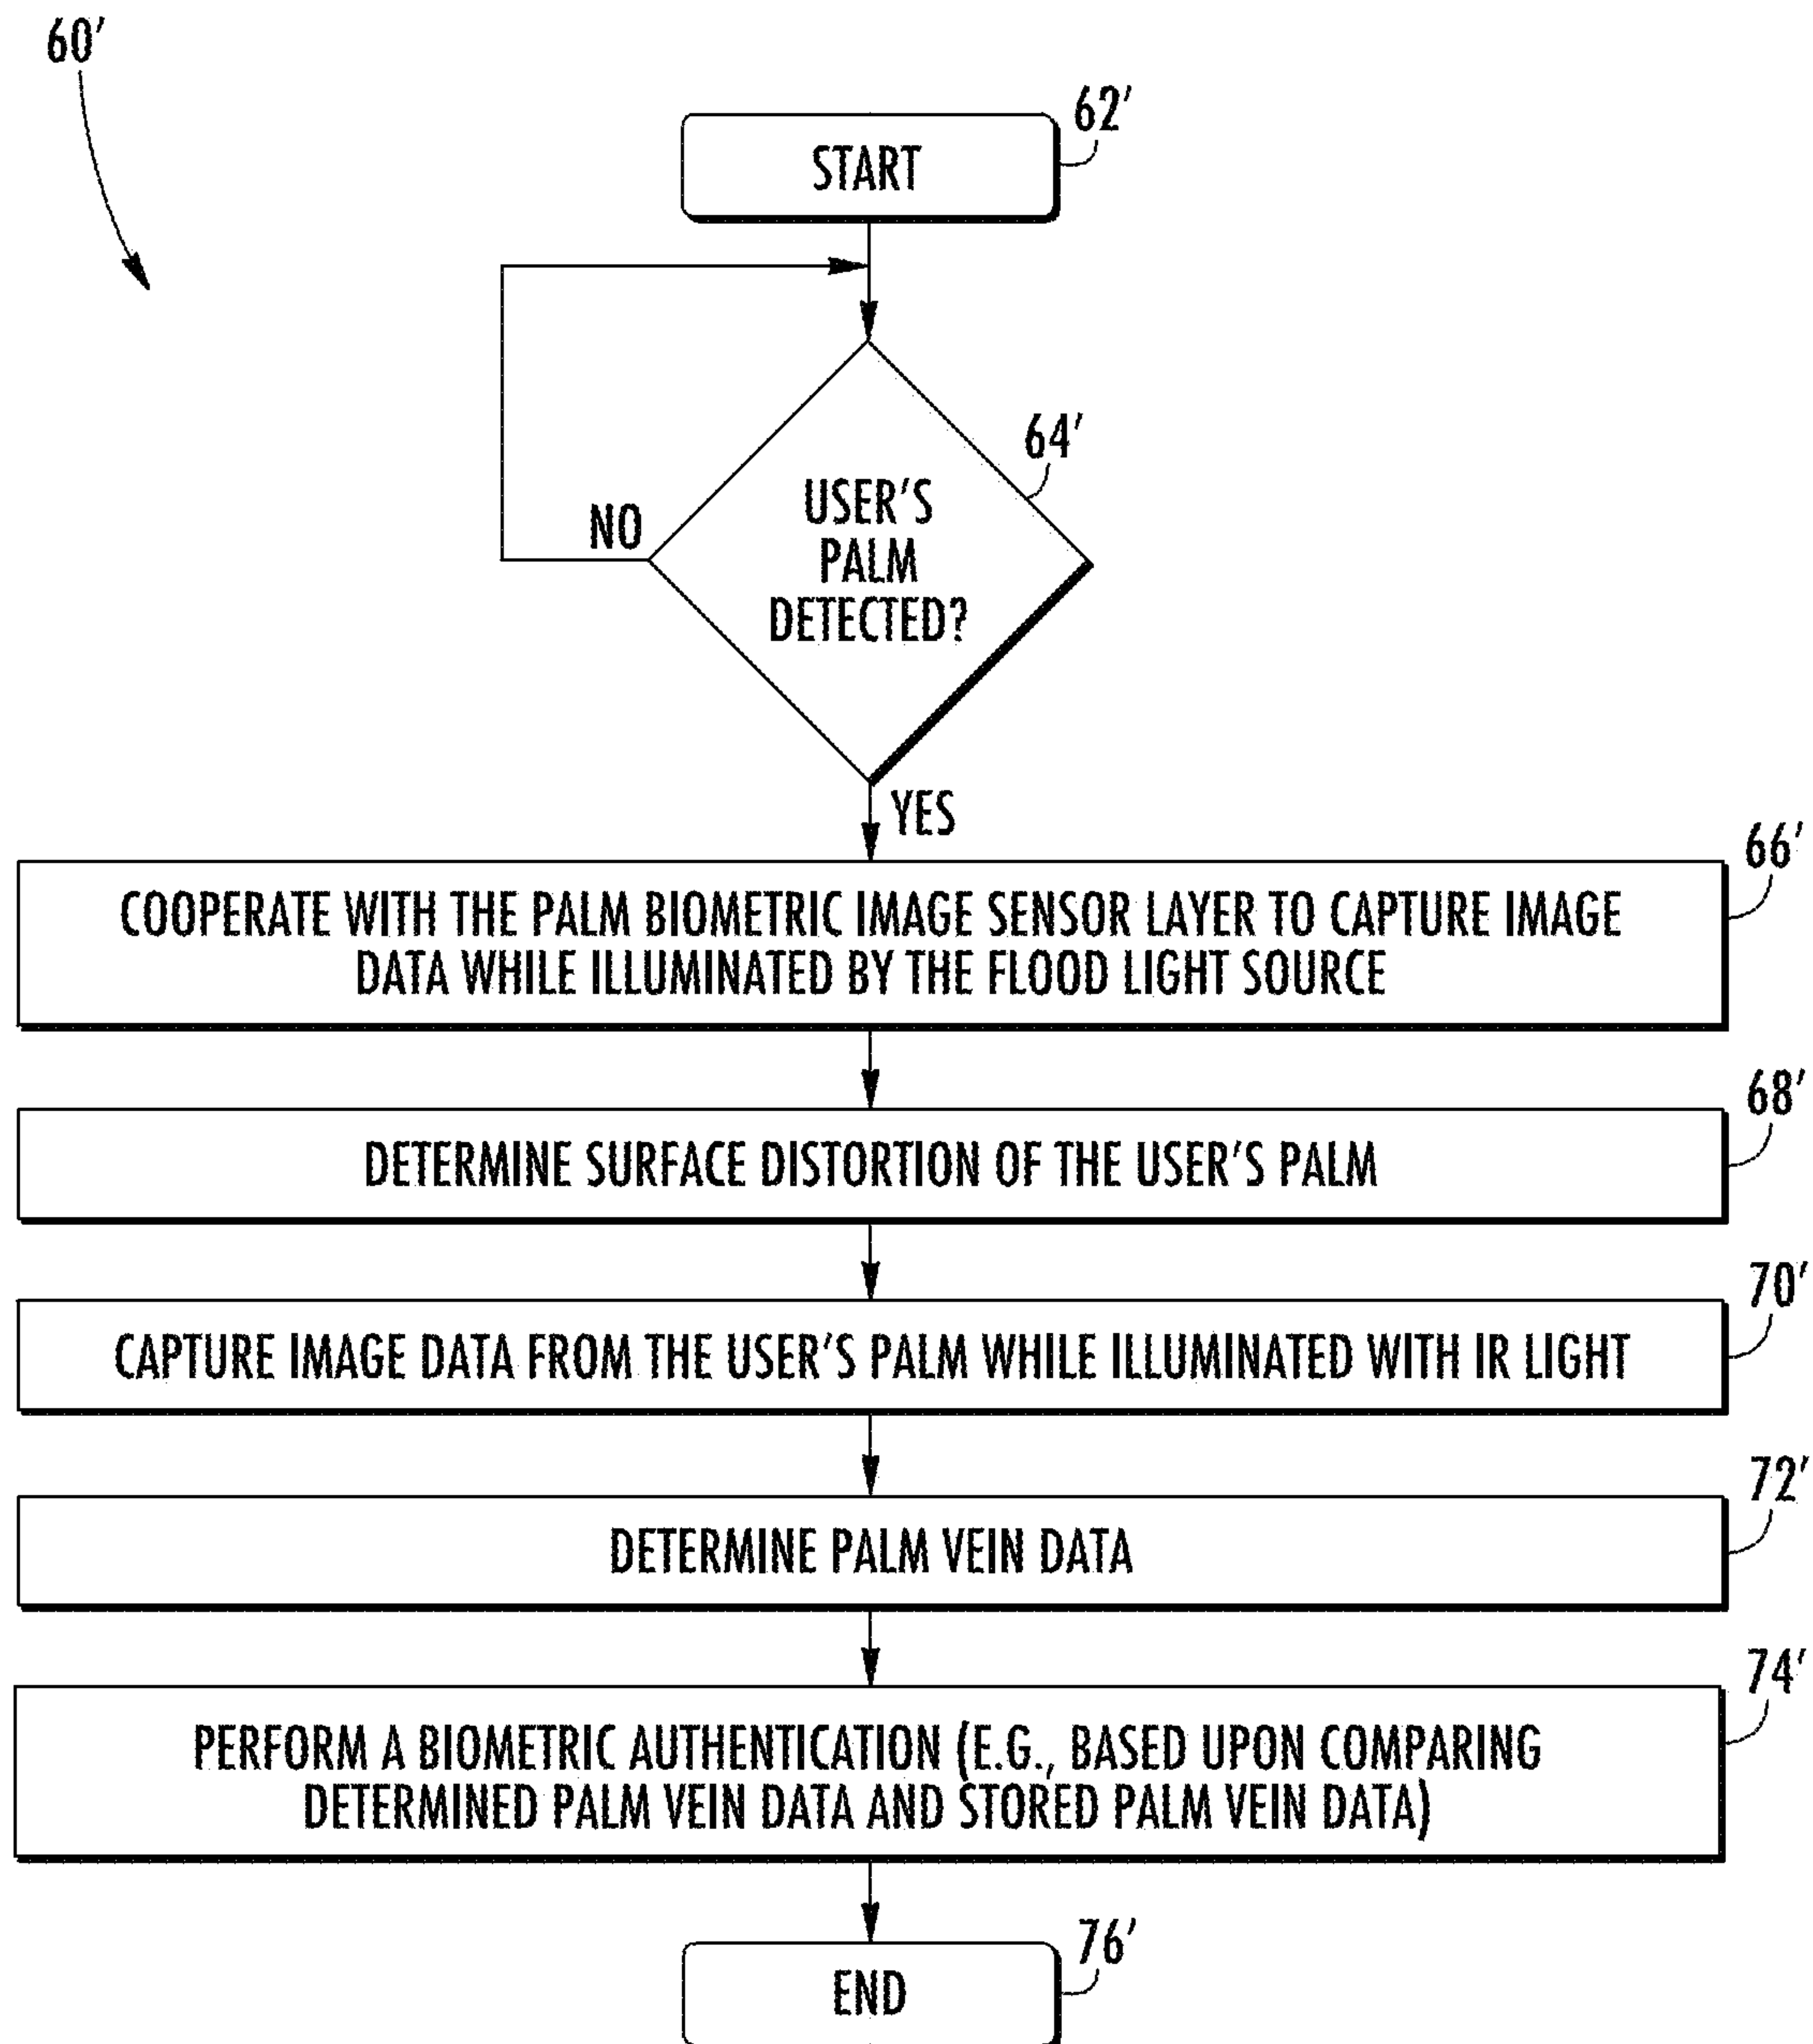 60'
62'
START
64'
USER'S
PALM
DETECTED?
NO
YES
66'
COOPERATE WITH THE PALM BIOMETRIC IMAGE SENSOR LAYER TO CAPTURE IMAGE
DATA WHILE ILLUMINATED BY THE FLOOD LIGHT SOURCE
68'
DETERMINE SURFACE DISTORTION OF THE USER'S PALM
70'
CAPTURE IMAGE DATA FROM THE USER'S PALM WHILE ILLUMINATED WITH IR LIGHT
72'
DETERMINE PALM VEIN DATA
74'
PERFORM A BIOMETRIC AUTHENTICATION (E.G., BASED UPON COMPARING
DETERMINED PALM VEIN DATA AND STORED PALM VEIN DATA)
76'
END